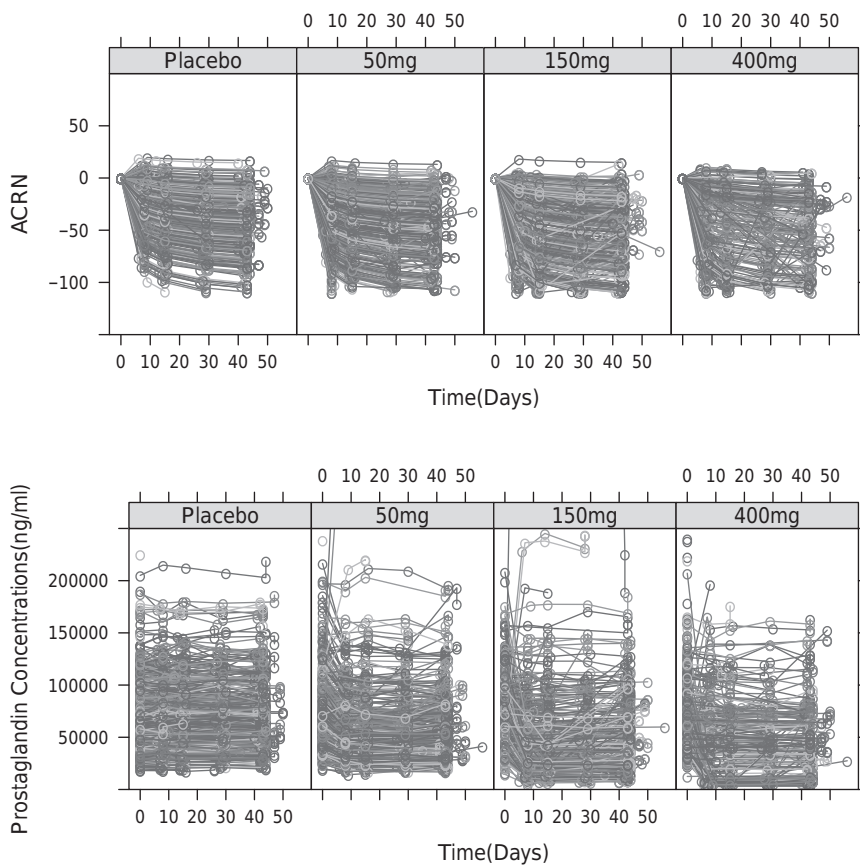 0 10 20 30 40 50 0 10 20 30 40 50
Placebo 50mg 150mg 400mg
50
0
−50
−100
ACRN
0 10 20 30 40 50 0 10 20 30 40 50
Time(Days)
0 10 20 30 40 50 0 10 20 30 40 50
Placebo 50mg 150mg 400mg
200000
150000
100000
50000
Prostaglandin Concentrations(ng/ml)
0 10 20 30 40 50 0 10 20 30 40 50
Time(Days)